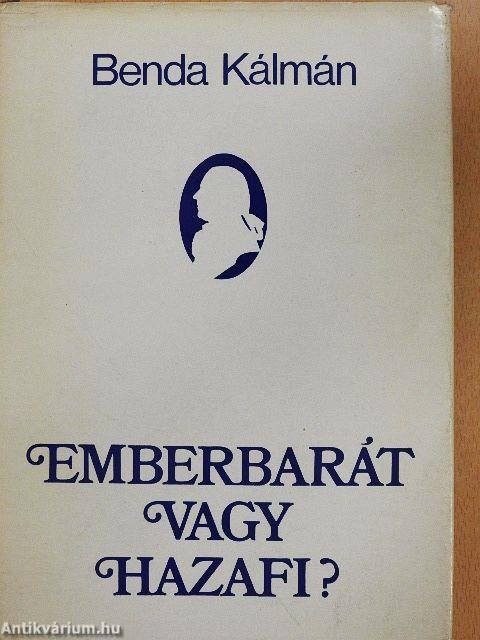 Benda Kálmán
EMBERBARÁT
VAGY
HAZAFI?
Antikvárium.hu